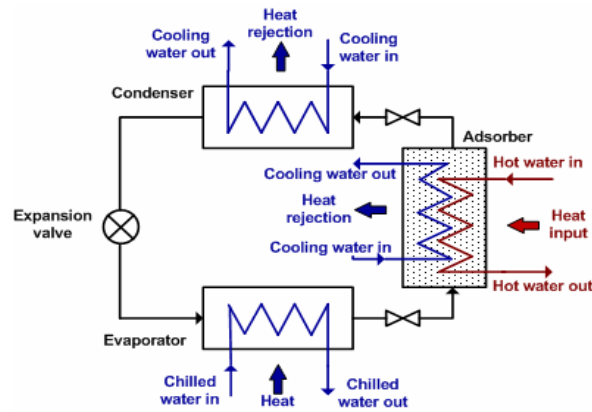 Cooling
water out
Heat
rejection
Cooling
water in
Condenser
Adsorber
Cooling water out
Hot water in
Expansion
valve
Heat
rejection
Heat
input
Cooling water in
Hot water out
Evaporator
Chilled
water in
Heat
Chilled
water out